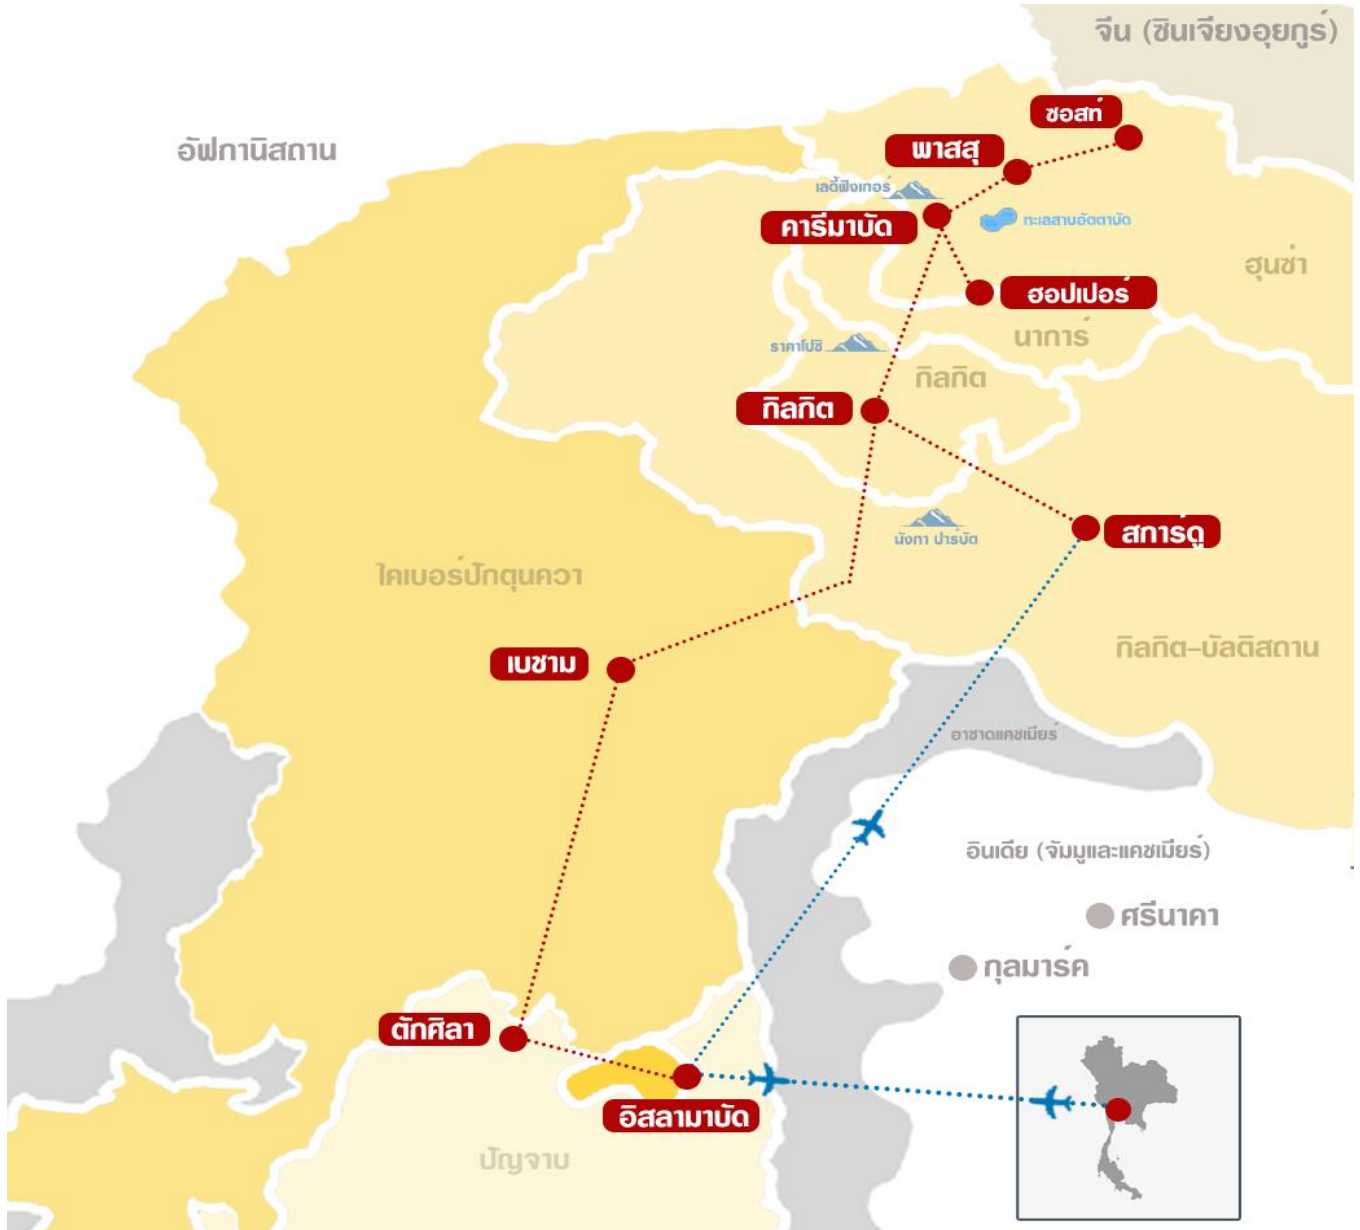 จีน (ซินเจียงอุยกูร์)
ซอสท์
อัฟกานิสถาน
พาสสุ
เลดี้ฟิงเกอร์
คารีมาบัด
ทะเลสาบอัตตาบัด
ฮุนซ่า
ฮอปเปอร์
นาการ์
ราคาโปชิ
กิลกิต
กิลกิต
สการ์ดู
นังกา ปาร์บัต
ไคเบอร์ปักตุนควา
กิลกิต-บัลติสถาน
เบชาม
อาซาดแคชเมียร์
อินเดีย (จัมมูและแคชเมียร์)
ศรีนาคา
กุลมาร์ค
ตักศิลา
อิสลามาบัด
ปัญจาบ